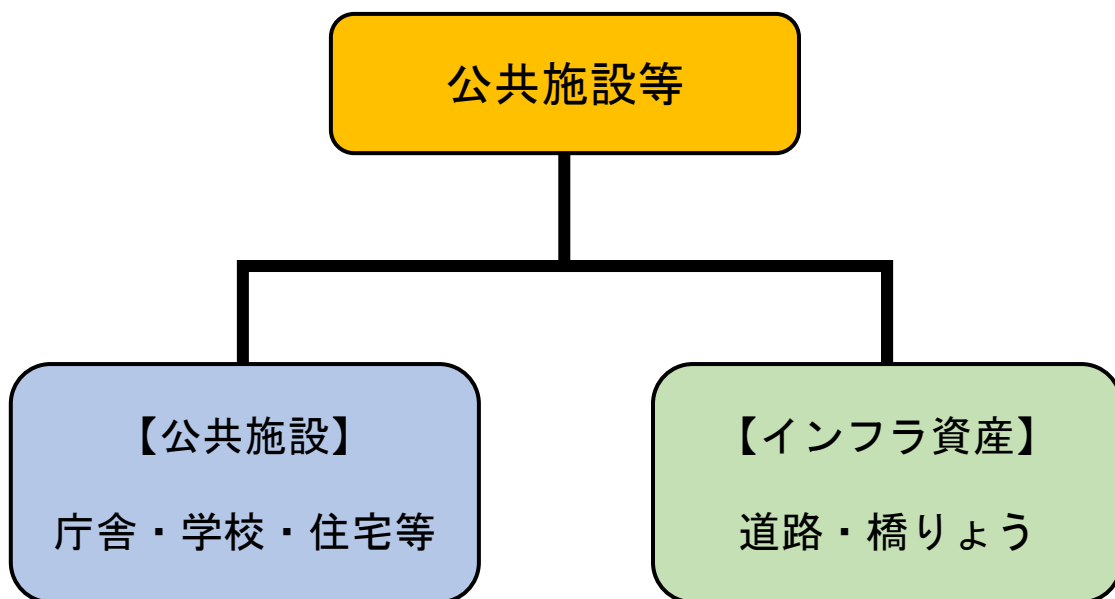 公共施設等
【公共施設】
庁舎・学校・住宅等
【インフラ資産】
道路・橋りょう